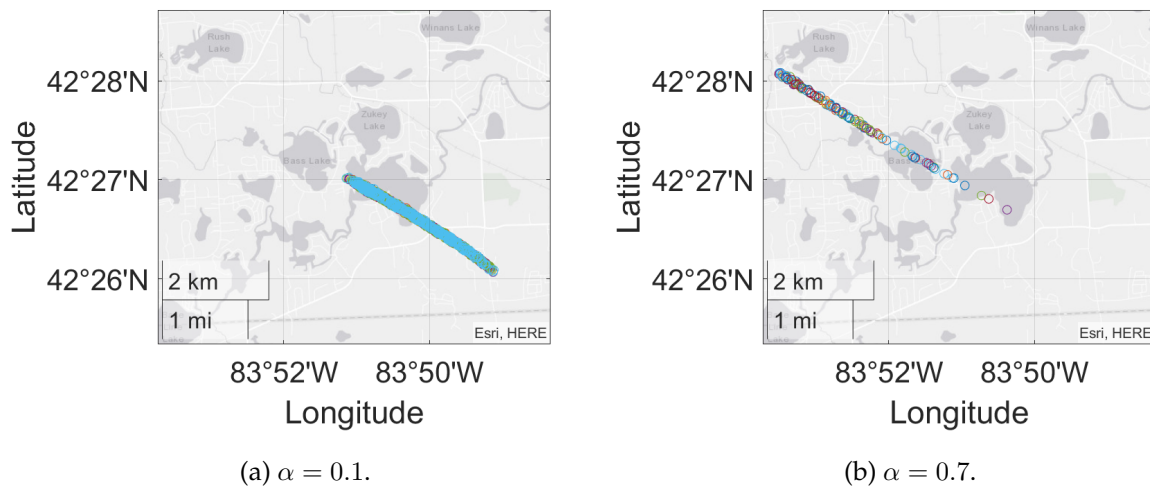 Rush
Lake
Winans Lake
Zukey
Lake
Bass Lake
42°28'N
42°27'N
42°26'N
Latitude
2 km
1 mi
Esri, HERE
83°52'W
83°50'W
Longitude
(a) α = 0.1.
Rush
Lake
Winans Lake
Zukey
Lake
Bass Lake
42°28'N
42°27'N
42°26'N
Latitude
2 km
1 mi
Esri, HERE
83°52'W
83°50'W
Longitude
(b) α = 0.7.